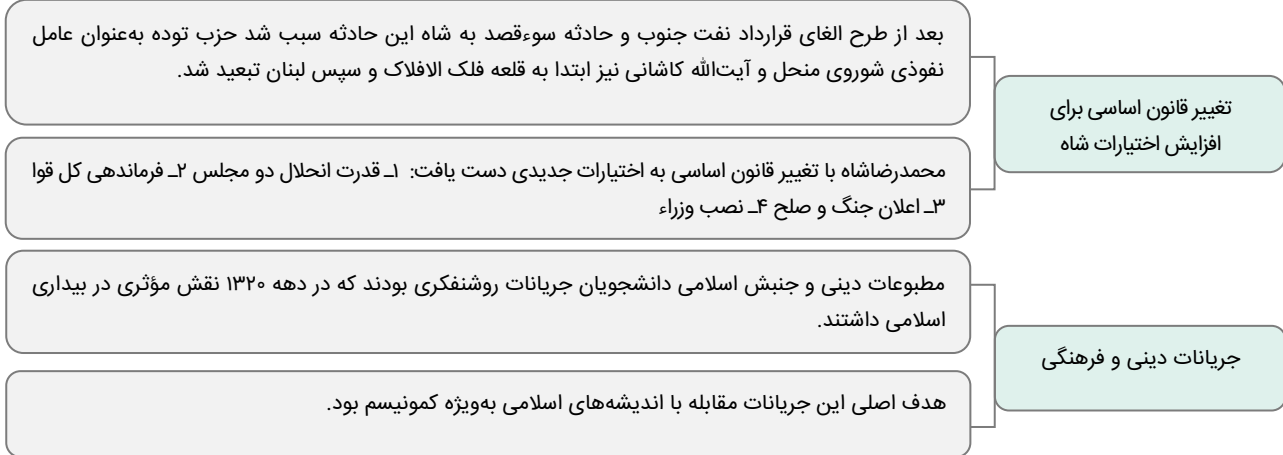 تغییر قانون اساسی برای
افزایش اختیارات شاه
بعد از طرح الغای قرارداد نفت جنوب و حادثه سوءقصد به شاه این حادثه سبب شد حزب توده به‌عنوان عامل
نفوذی شوروی منحل و آیت‌الله کاشانی نیز ابتدا به قلعه فلک الافلاک و سپس لبنان تبعید شد.
محمدرضاشاه با تغییر قانون اساسی به اختیارات جدیدی دست یافت: ۱ـ قدرت انحلال دو مجلس ۲ـ فرماندهی کل قوا
۳ـ اعلان جنگ و صلح ۴ـ نصب وزراء
جریانات دینی و فرهنگی
مطبوعات دینی و جنبش اسلامی دانشجویان جریانات روشنفکری بودند که در دهه ۱۳۲۰ نقش مؤثری در بیداری
اسلامی داشتند.
هدف اصلی این جریانات مقابله با اندیشه‌های اسلامی به‌ویژه کمونیسم بود.